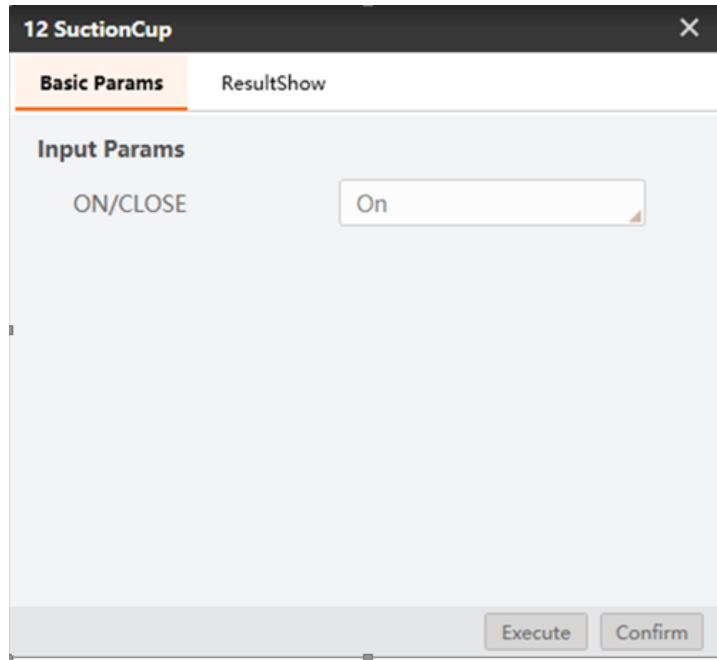 12 SuctionCup
Basic Params ResultShow
Input Params
ON/CLOSE On
Execute Confirm